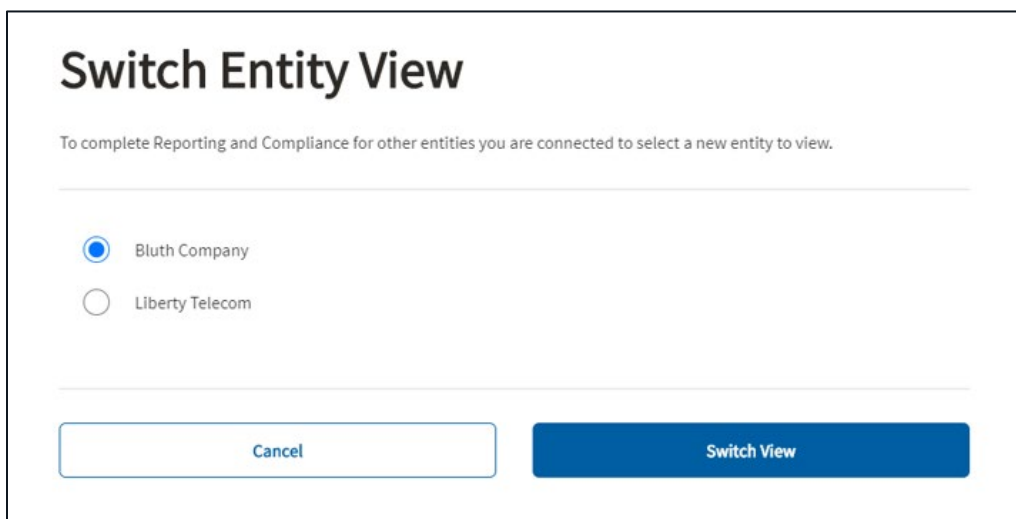 Switch Entity View
To complete Reporting and Compliance for other entities you are connected to select a new entity to view.
Bluth Company
Liberty Telecom
Cancel
Switch View